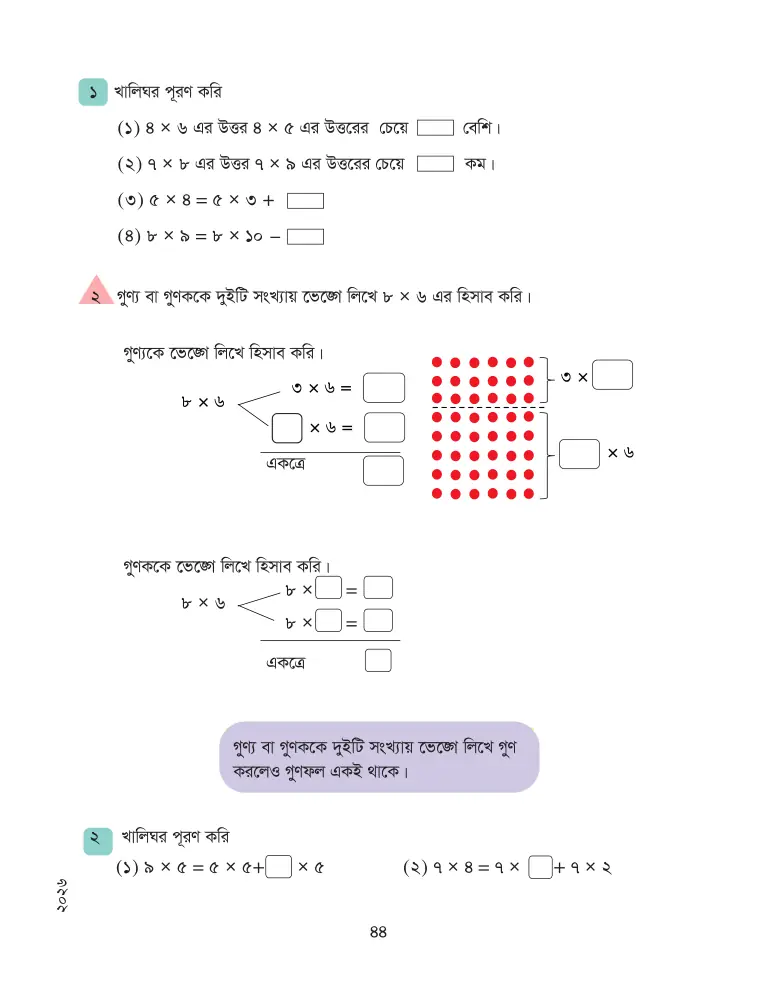 ১ খালিঘর পূরণ করি
(১) ৪ × ৬ এর উত্তর ৪ × ৫ এর উত্তরের চেয়ে বেশি।
(২) ৭ × ৮ এর উত্তর ৭ × ৯ এর উত্তরের চেয়ে কম।
(৩) ৫ × ৪ = ৫ × ৩ +
(৪) ৮ × ৯ = ৮ × ১০ –
২ গুণ্য বা গুণককে দুইটি সংখ্যায় ভেঙ্গে লিখে ৮ × ৬ এর হিসাব করি।
গুণ্যকে ভেঙ্গে লিখে হিসাব করি।
৮ × ৬
৩ × ৬ =
× ৬ =
একত্রে
৩ ×
× ৬
গুণককে ভেঙ্গে লিখে হিসাব করি।
৮ × ৬
৮ × =
৮ × =
একত্রে
গুণ্য বা গুণককে দুইটি সংখ্যায় ভেঙ্গে লিখে গুণ
করলেও গুণফল একই থাকে।
২ খালিঘর পূরণ করি
(১) ৯ × ৫ = ৫ × ৫+ × ৫ (২) ৭ × ৪ = ৭ × + ৭ × ২
২০২৬
৪৪